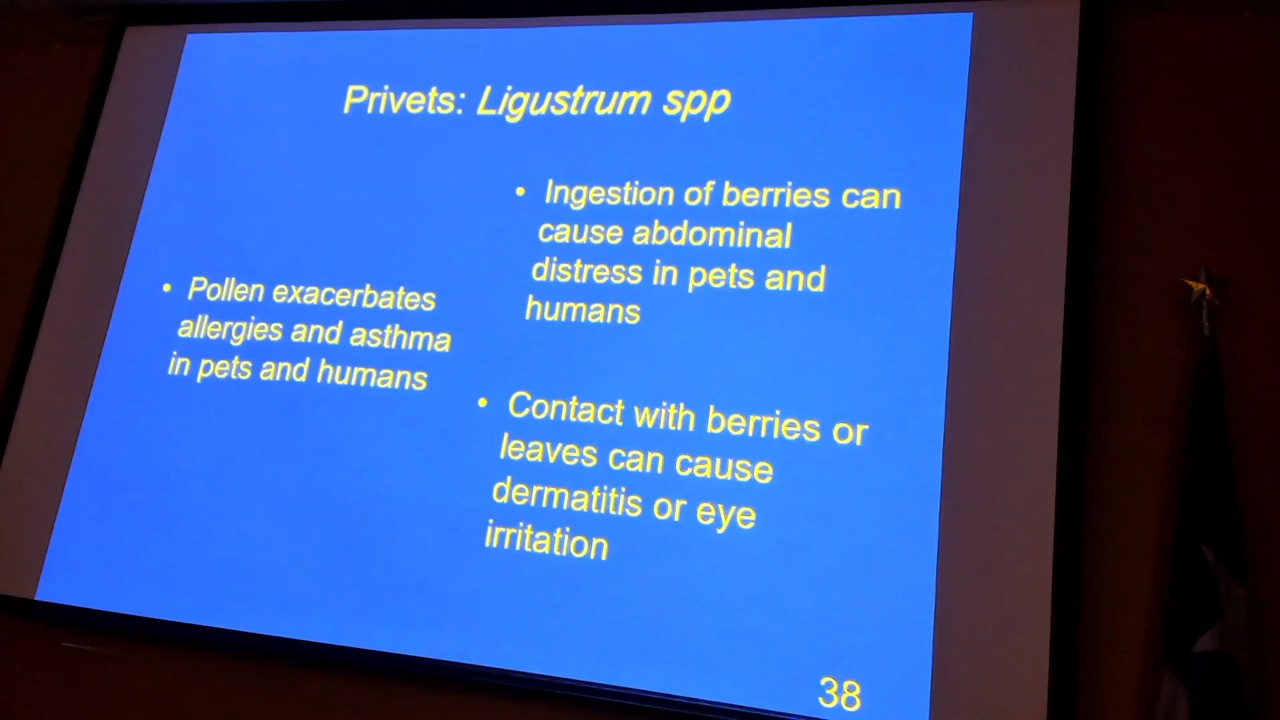 Privets: Ligustrum spp
• Pollen exacerbates
allergies and asthma
in pets and humans
• Ingestion of berries can
cause abdominal
distress in pets and
humans
• Contact with berries or
leaves can cause
dermatitis or eye
irritation
38